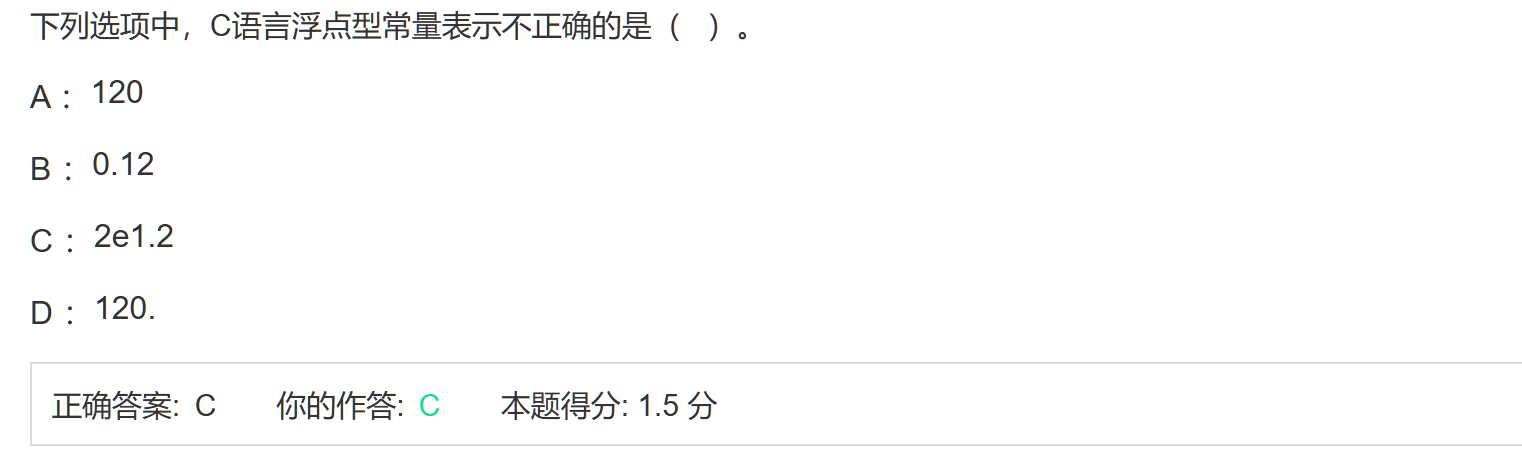 下列选项中，C语言浮点型常量表示不正确的是（ ）。
A： 120
B： 0.12
C： 2e1.2
D： 120.
正确答案: C 你的作答: C 本题得分: 1.5 分